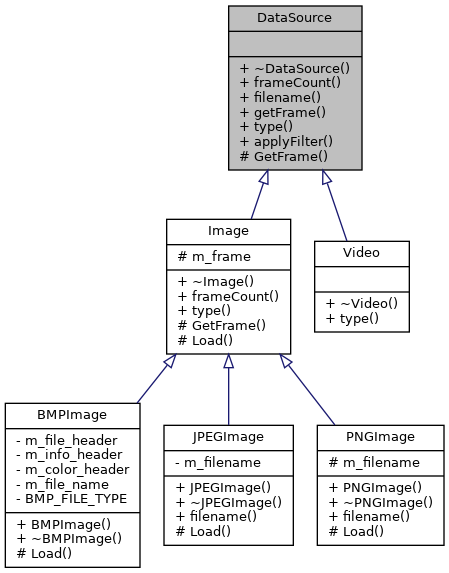 DataSource
+ ~DataSource()
+ frameCount()
+ filename()
+ getFrame()
+ type()
+ applyFilter()
# GetFrame()
Image
# m_frame
+ ~Image()
+ frameCount()
+ type()
# GetFrame()
# Load()
Video
+ ~Video()
+ type()
BMPImage
- m_file_header
- m_info_header
- m_color_header
- m_file_name
- BMP_FILE_TYPE
+ BMPImage()
+ ~BMPImage()
# Load()
JPEGImage
- m_filename
+ JPEGImage()
+ ~JPEGImage()
+ filename()
# Load()
PNGImage
# m_filename
+ PNGImage()
+ ~PNGImage()
+ filename()
# Load()